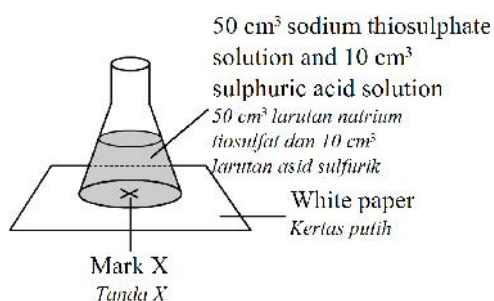 50 cm³ sodium thiosulphate
solution and 10 cm³
sulphuric acid solution
50 cm³ larutan natrium
tiosulfat dan 10 cm³
larutan asid sulfurik
White paper
Kertas putih
Mark X
Tanda X